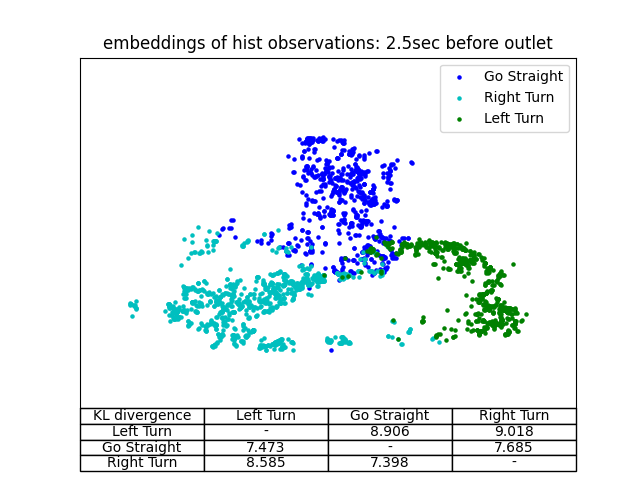 embeddings of hist observations: 2.5sec before outlet
Go Straight
Right Turn
Left Turn
KL divergence Left Turn Go Straight Right Turn
Left Turn - 8.906 9.018
Go Straight 7.473 - 7.685
Right Turn 8.585 7.398 -